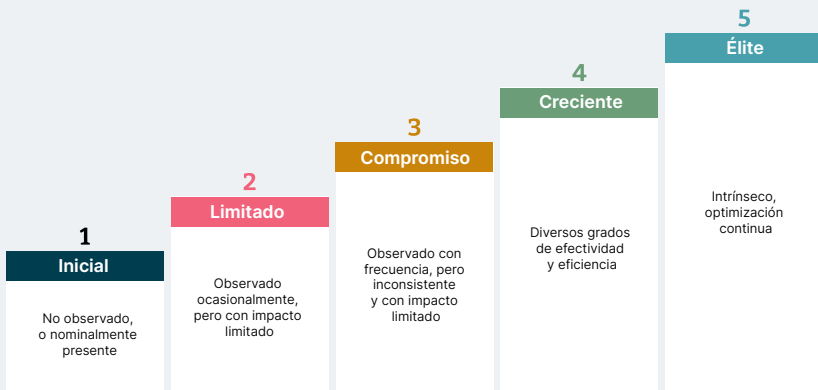 1
Inicial
No observado,
o nominalmente
presente
2
Limitado
Observado
ocasionalmente,
pero con impacto
limitado
3
Compromiso
Observado con
frecuencia, pero
inconsistente
y con impacto
limitado
4
Creciente
Diversos grados
de efectividad
y eficiencia
5
Élite
Intrínseco,
optimización
continua